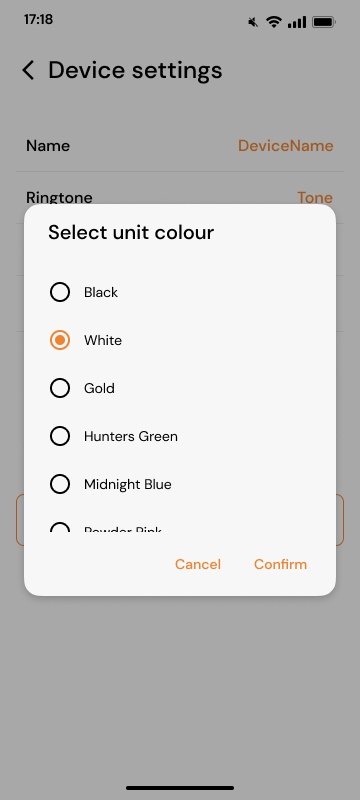 17:18
Device settings
Name DeviceName
Ringtone Tone
Select unit colour
Black
White
Gold
Hunters Green
Midnight Blue
Powder Pink
Cancel Confirm